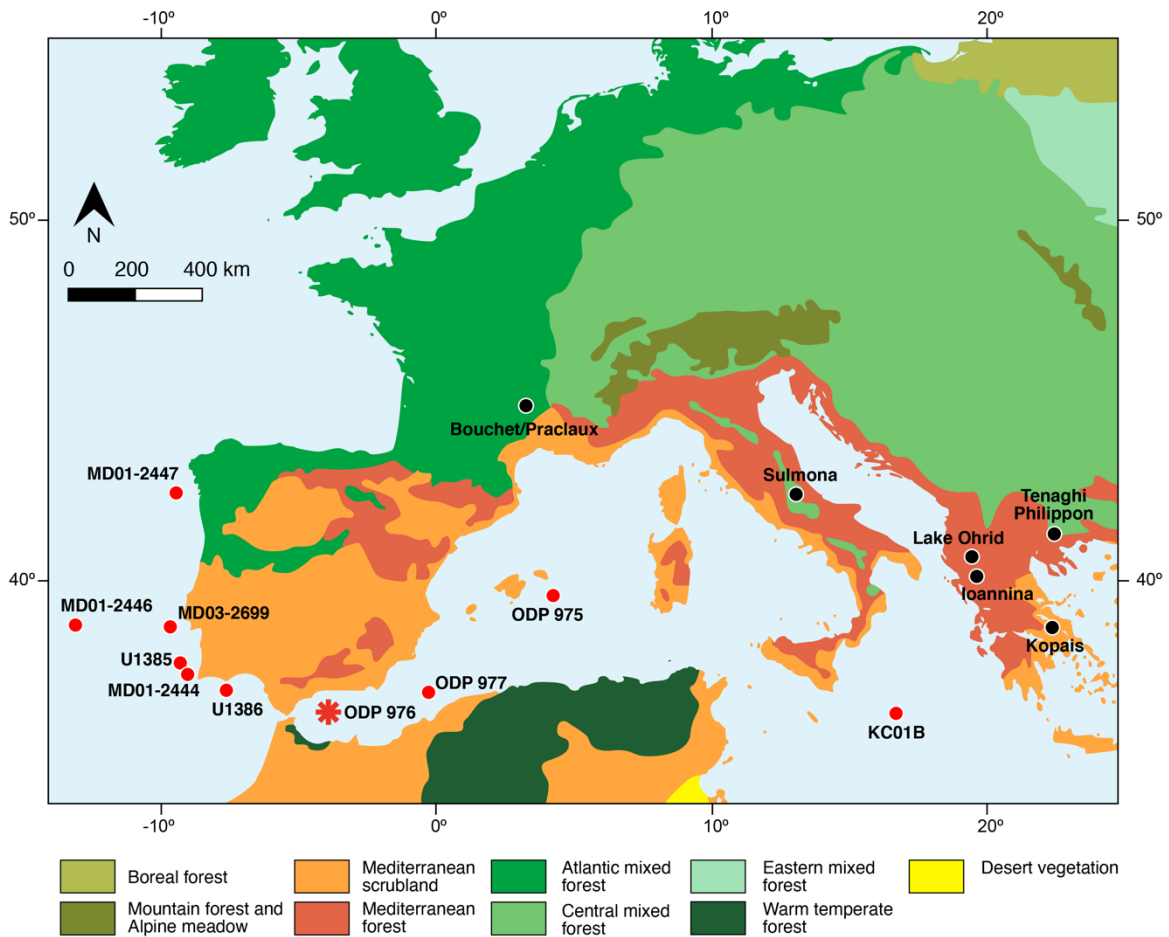 -10º
0º
10º
20º
50º
50º
N
0
200
400 km
Bouchet/Praclaux
MD01-2447
Sulmona
Tenaghi
Philippon
Lake Ohrid
40º
40º
Ioannina
MD01-2446
MD03-2699
ODP 975
Kopais
U1385
MD01-2444
ODP 977
U1386
ODP 976
KC01B
-10º
0º
10º
20º
Boreal forest
Mediterranean
scrubland
Atlantic mixed
forest
Eastern mixed
forest
Desert vegetation
Mountain forest and
Alpine meadow
Mediterranean
forest
Central mixed
forest
Warm temperate
forest